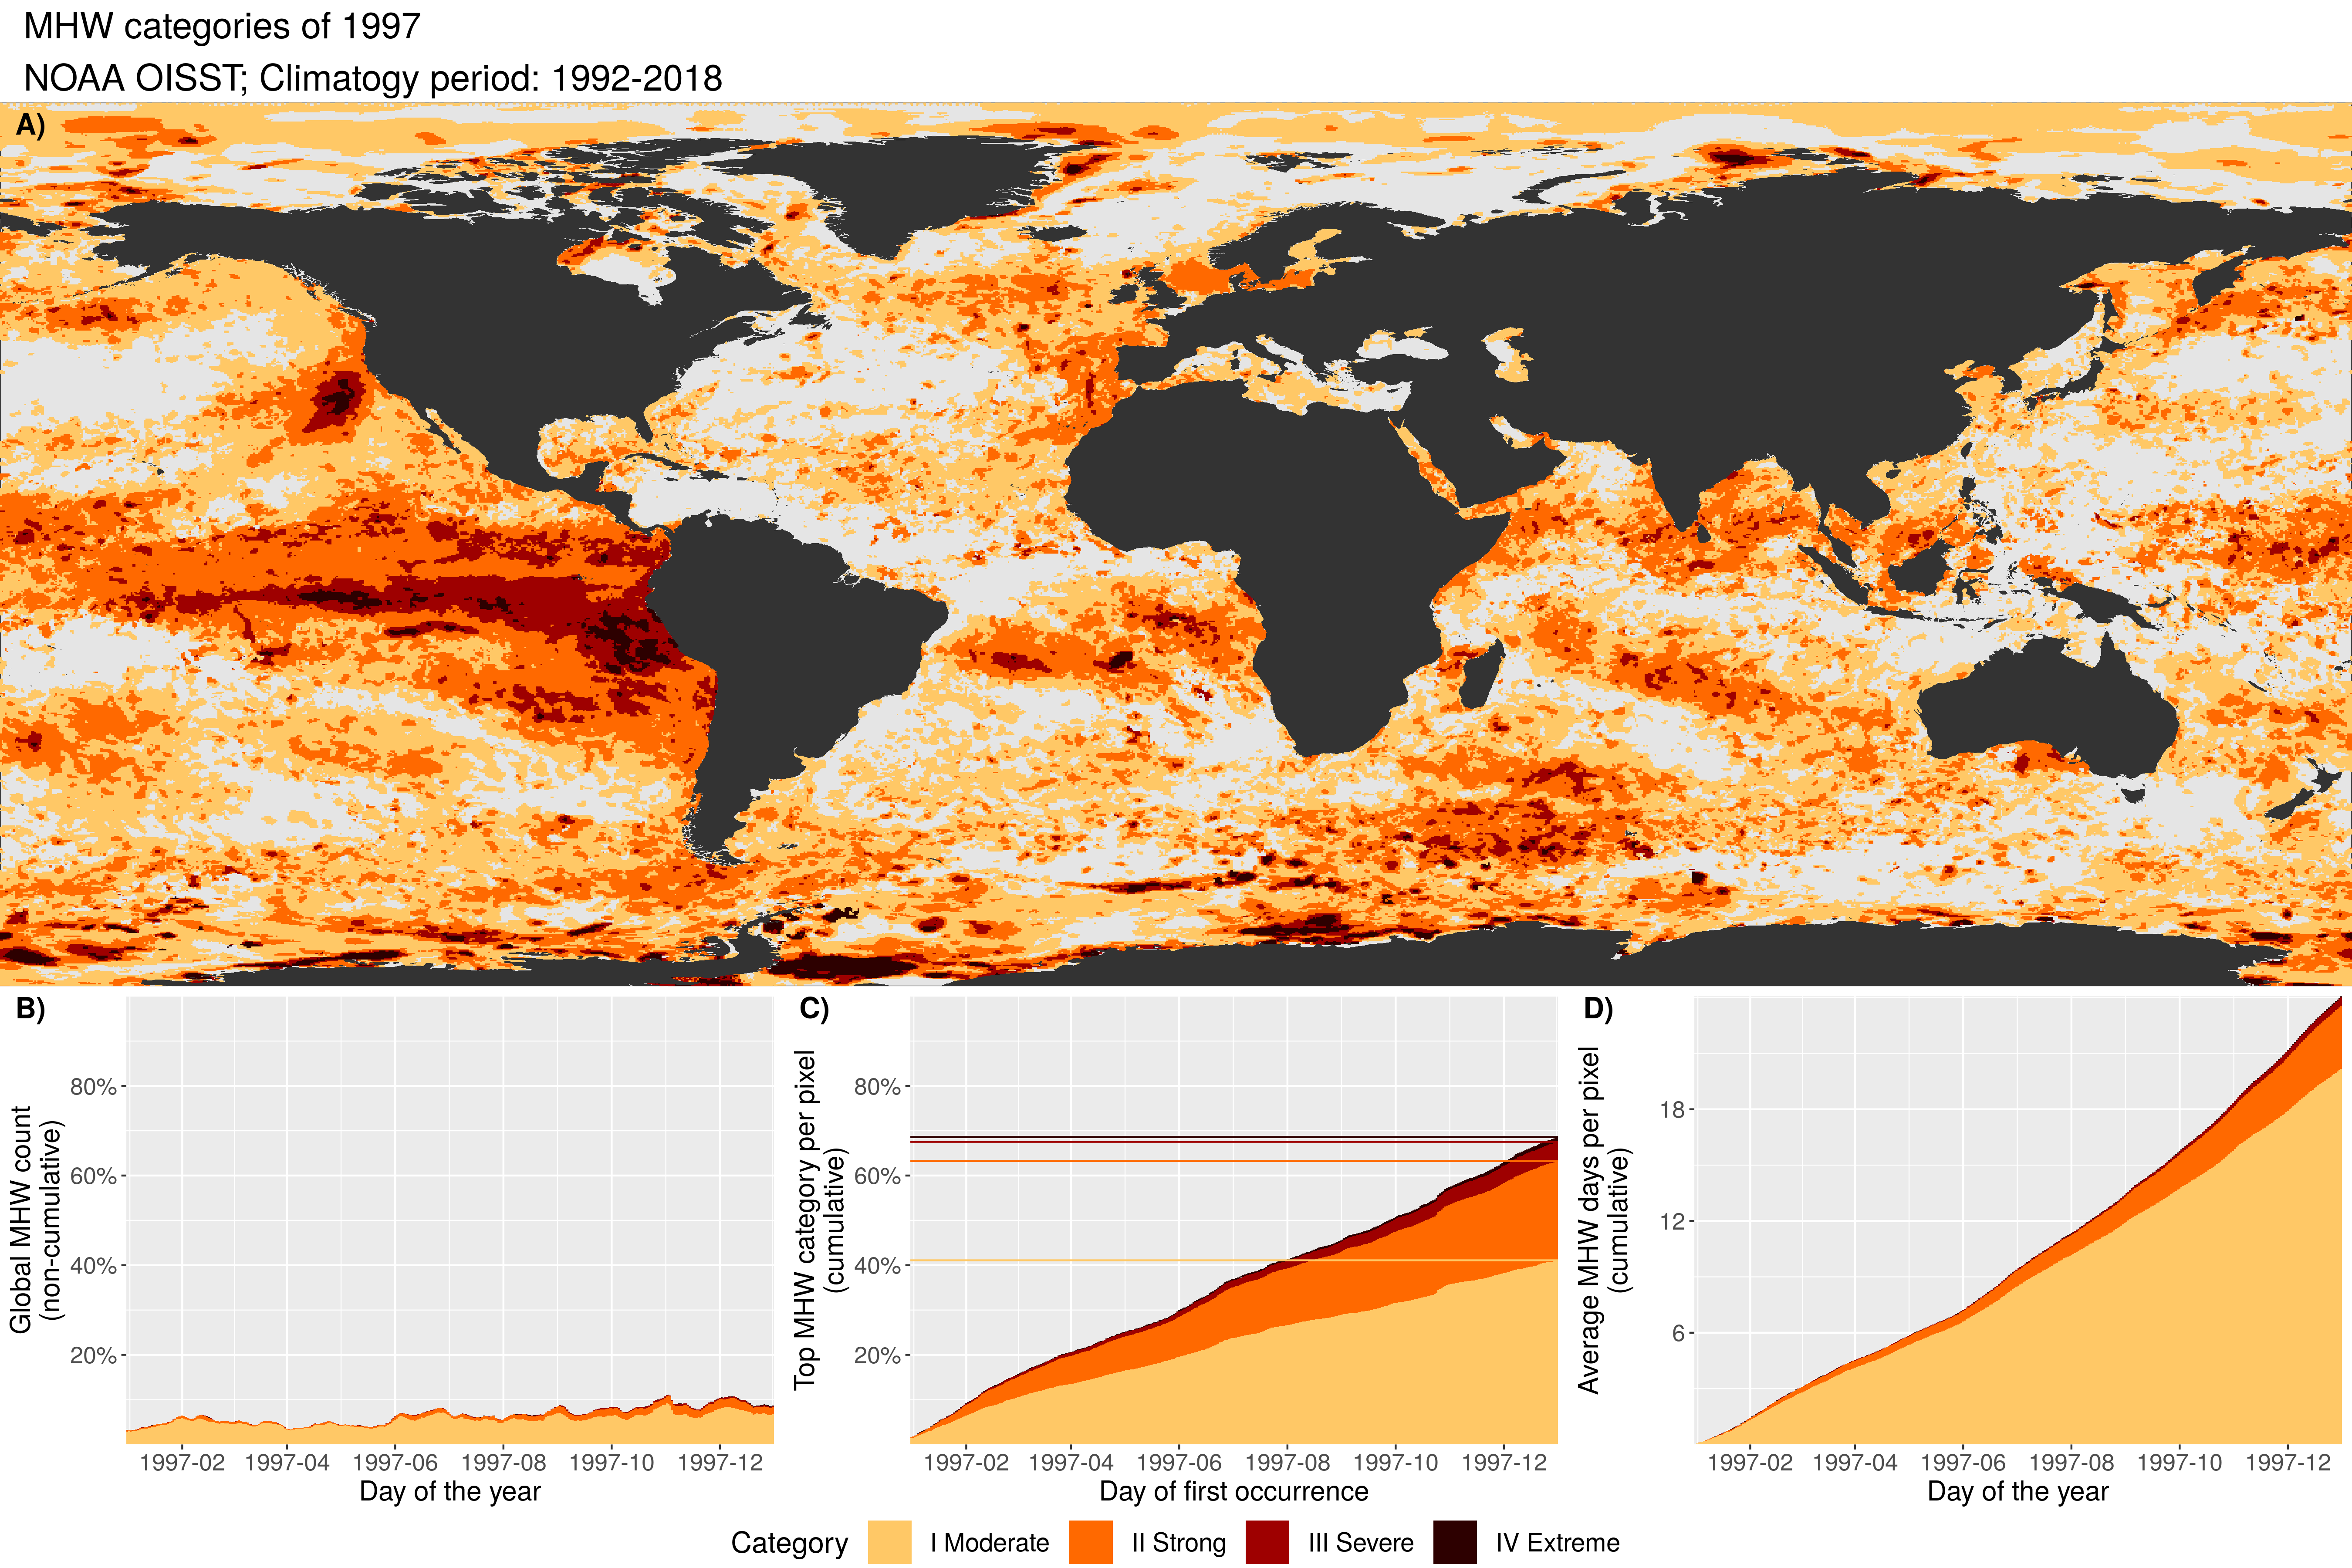 MHW categories of 1997
NOAA OISST; Climatogy period: 1992-2018
A)
B)
Global MHW count
(non-cumulative)
80%
60%
40%
20%
1997-02 1997-04 1997-06 1997-08 1997-10 1997-12
Day of the year
C)
Top MHW category per pixel
(cumulative)
80%
60%
40%
20%
1997-02 1997-04 1997-06 1997-08 1997-10 1997-12
Day of first occurrence
D)
Average MHW days per pixel
(cumulative)
18
12
6
1997-02 1997-04 1997-06 1997-08 1997-10 1997-12
Day of the year
Category I Moderate II Strong III Severe IV Extreme